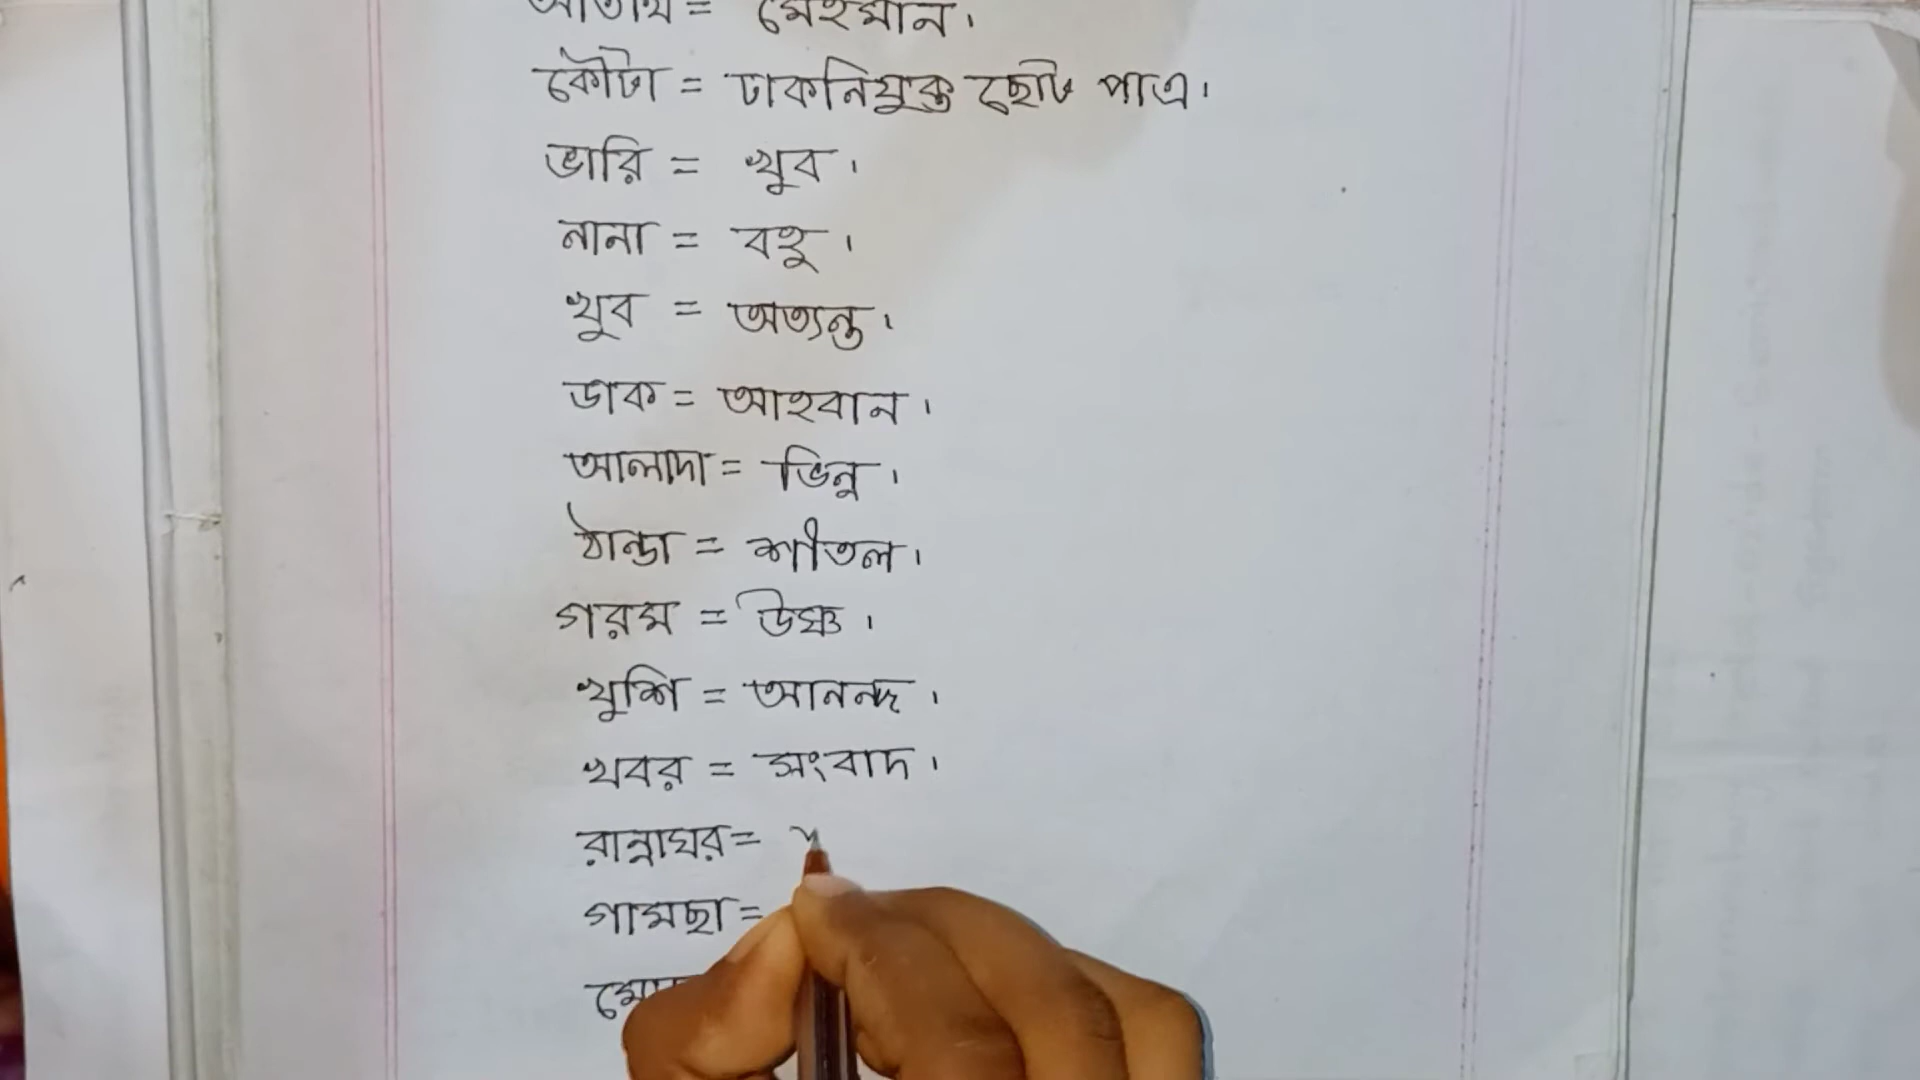 অতিথি = মেহমান।
কৌটা = ঢাকনিযুক্ত ছোট পাত্র।
ভারি = খুব।
নানা = বহু।
খুব = অত্যন্ত।
ডাক = আহবান।
আলাদা = ভিন্ন।
ঠান্ডা = শীতল।
গরম = উষ্ণ।
খুশি = আনন্দ।
খবর = সংবাদ।
রান্নাঘর =
গামছা =